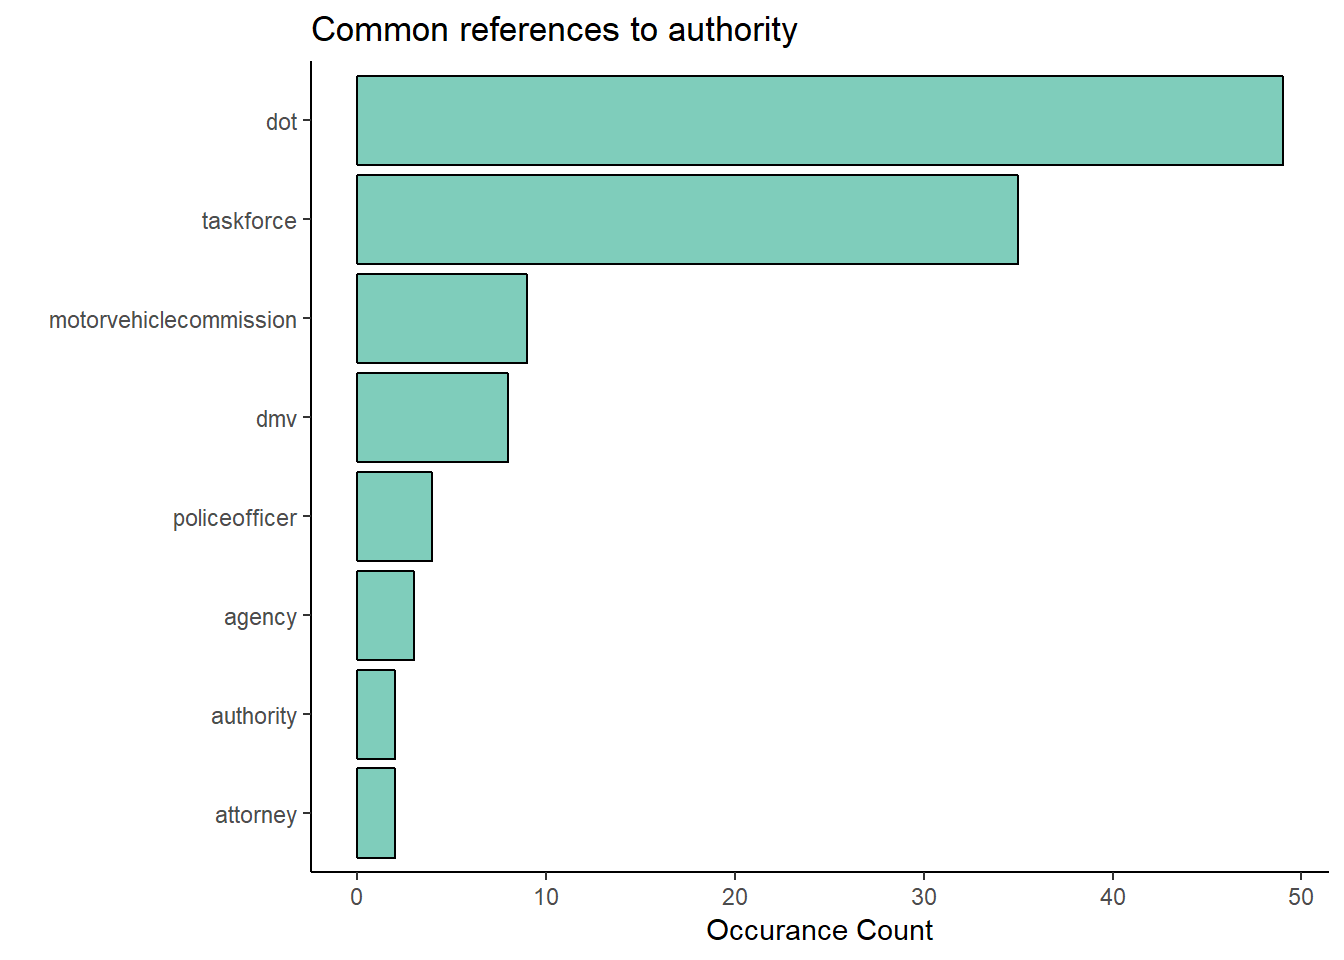 Common references to authority
dot
taskforce
motorvehiclecommission
dmv
policeofficer
agency
authority
attorney
0 10 20 30 40 50
Occurance Count